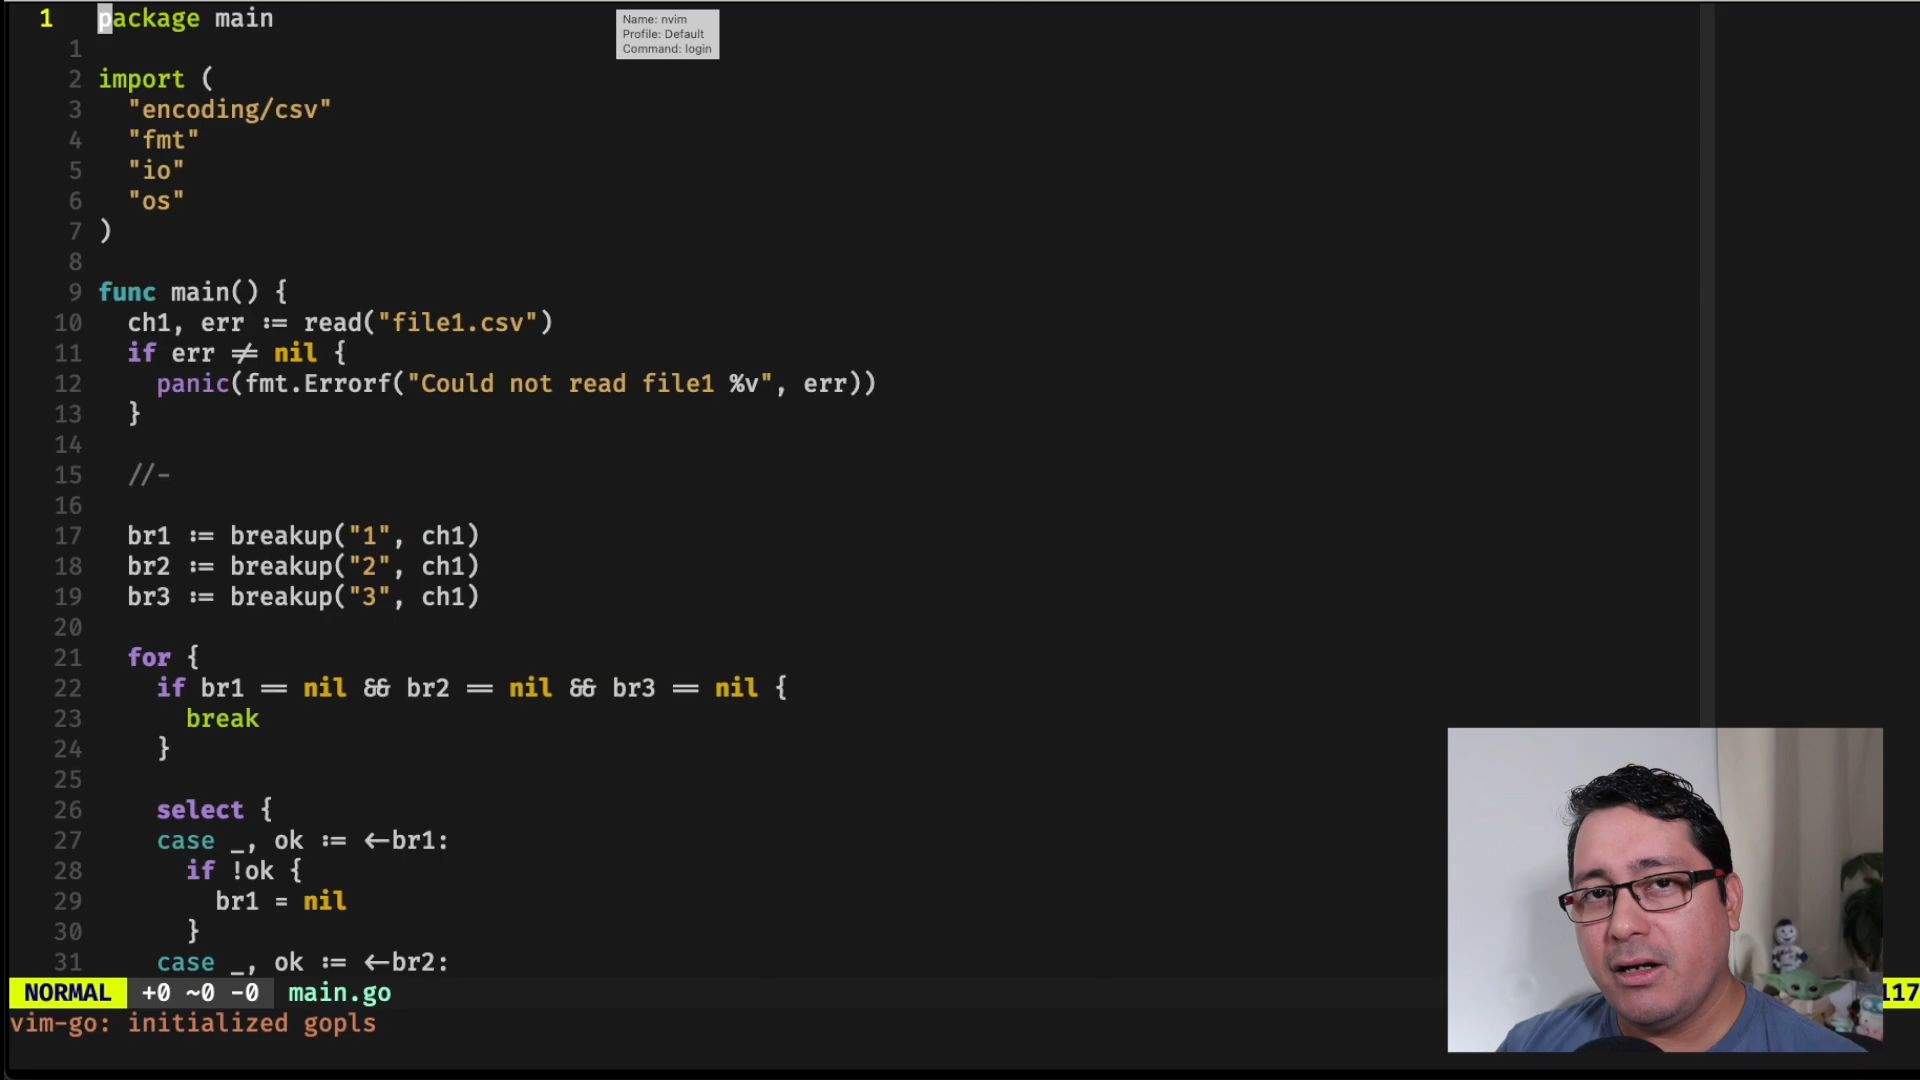 1 package main
1
2 import (
3 "encoding/csv"
4 "fmt"
5 "io"
6 "os"
7 )
8
9 func main() {
10 ch1, err := read("file1.csv")
11 if err ≠ nil {
12 panic(fmt.Errorf("Could not read file1 %v", err))
13 }
14
15 //-
16
17 br1 := breakup("1", ch1)
18 br2 := breakup("2", ch1)
19 br3 := breakup("3", ch1)
20
21 for {
22 if br1 == nil && br2 == nil && br3 == nil {
23 break
24 }
25
26 select {
27 case _, ok := <-br1:
28 if !ok {
29 br1 = nil
30 }
31 case _, ok := <-br2:
NORMAL +0 ~0 -0 main.go 117
vim-go: initialized gopls
Name: nvim
Profile: Default
Command: login